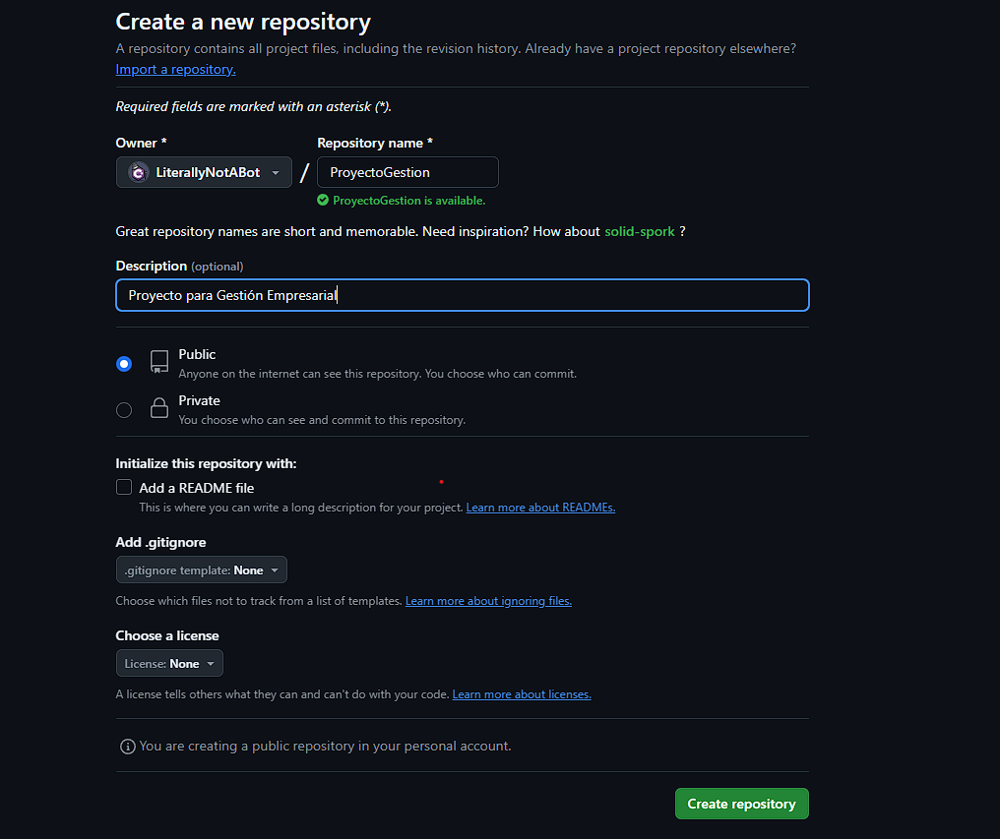 Create a new repository
A repository contains all project files, including the revision history. Already have a project repository elsewhere?
Import a repository.
Required fields are marked with an asterisk (*).
Owner * Repository name *
LiterallyNotABot / ProyectoGestion
ProyectoGestion is available.
Great repository names are short and memorable. Need inspiration? How about solid-spork ?
Description (optional)
Proyecto para Gestión Empresarial
Public
Anyone on the internet can see this repository. You choose who can commit.
Private
You choose who can see and commit to this repository.
Initialize this repository with:
Add a README file
This is where you can write a long description for your project. Learn more about READMEs.
Add .gitignore
.gitignore template: None
Choose which files not to track from a list of templates. Learn more about ignoring files.
Choose a license
License: None
A license tells others what they can and can't do with your code. Learn more about licenses.
You are creating a public repository in your personal account.
Create repository